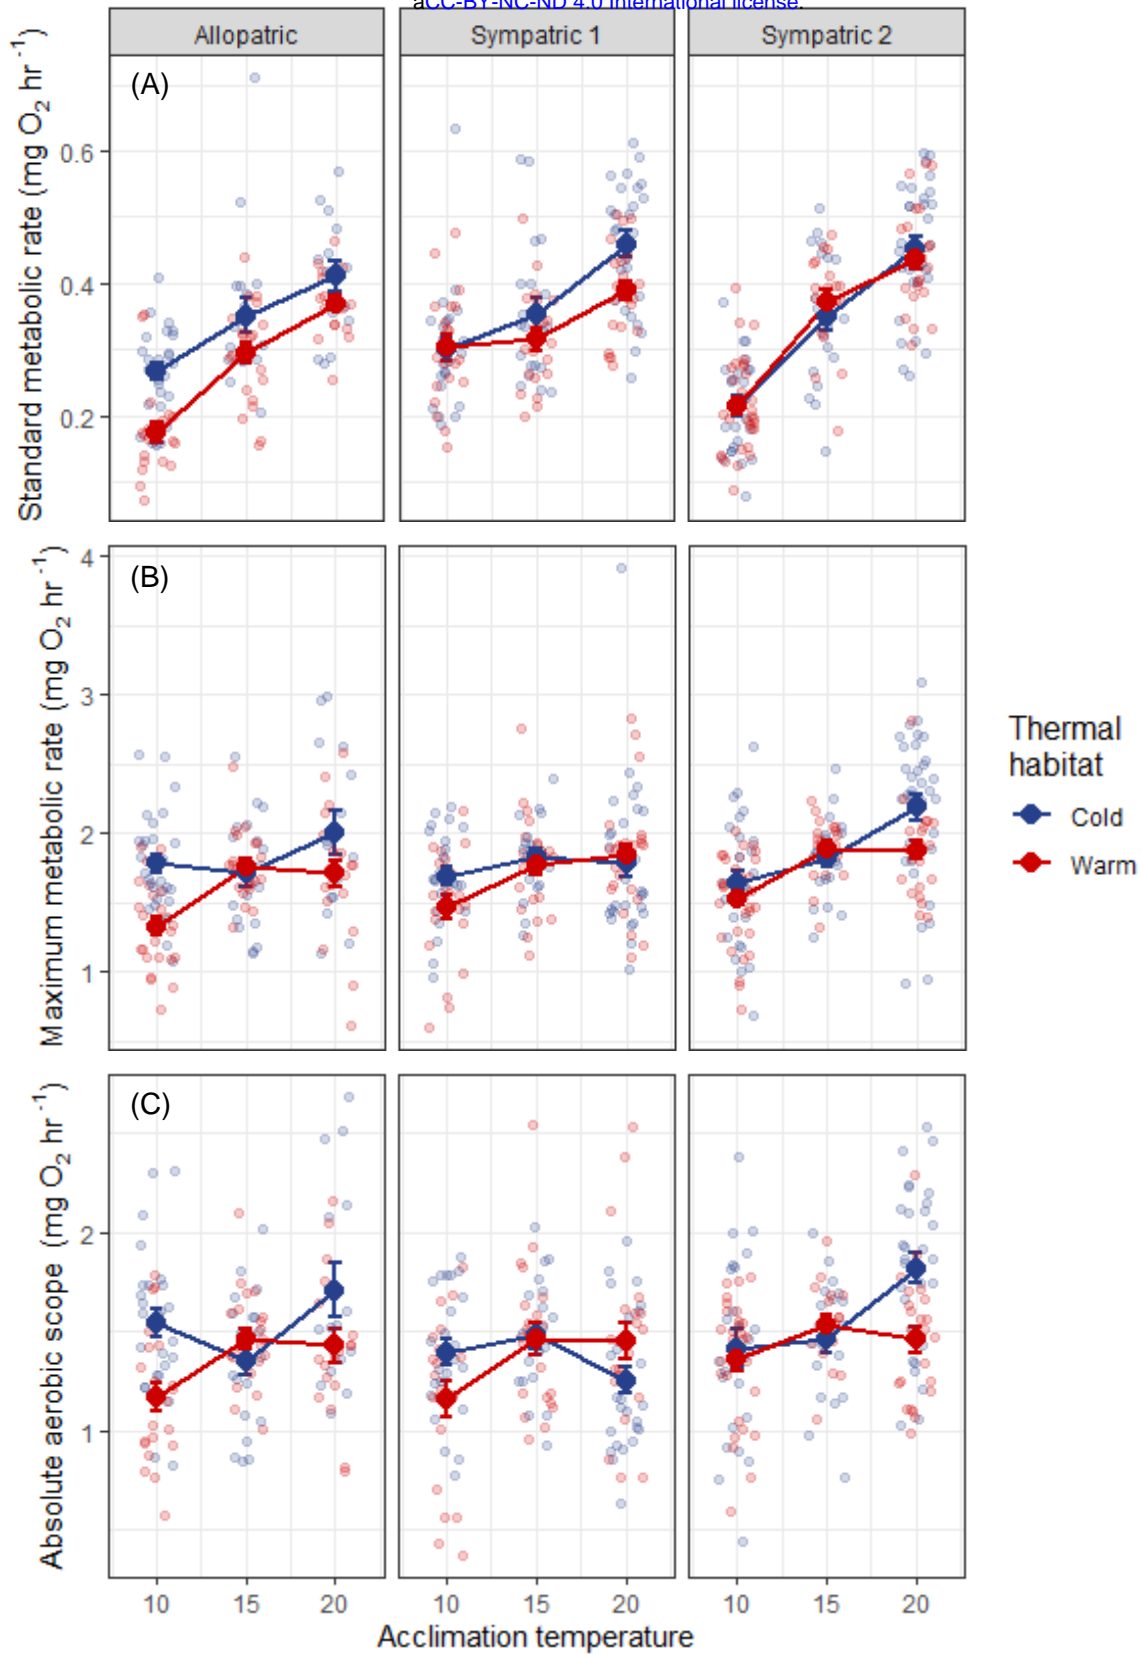 aCC-BY-NC-ND 4.0 International license.
Allopatric Sympatric 1 Sympatric 2
(A)
Standard metabolic rate (mg O2 hr-1)
0.6
0.4
0.2
(B)
Maximum metabolic rate (mg O2 hr-1)
4
3
2
1
Thermal
habitat
Cold
Warm
(C)
Absolute aerobic scope (mg O2 hr-1)
2
1
10 15 20 10 15 20 10 15 20
Acclimation temperature